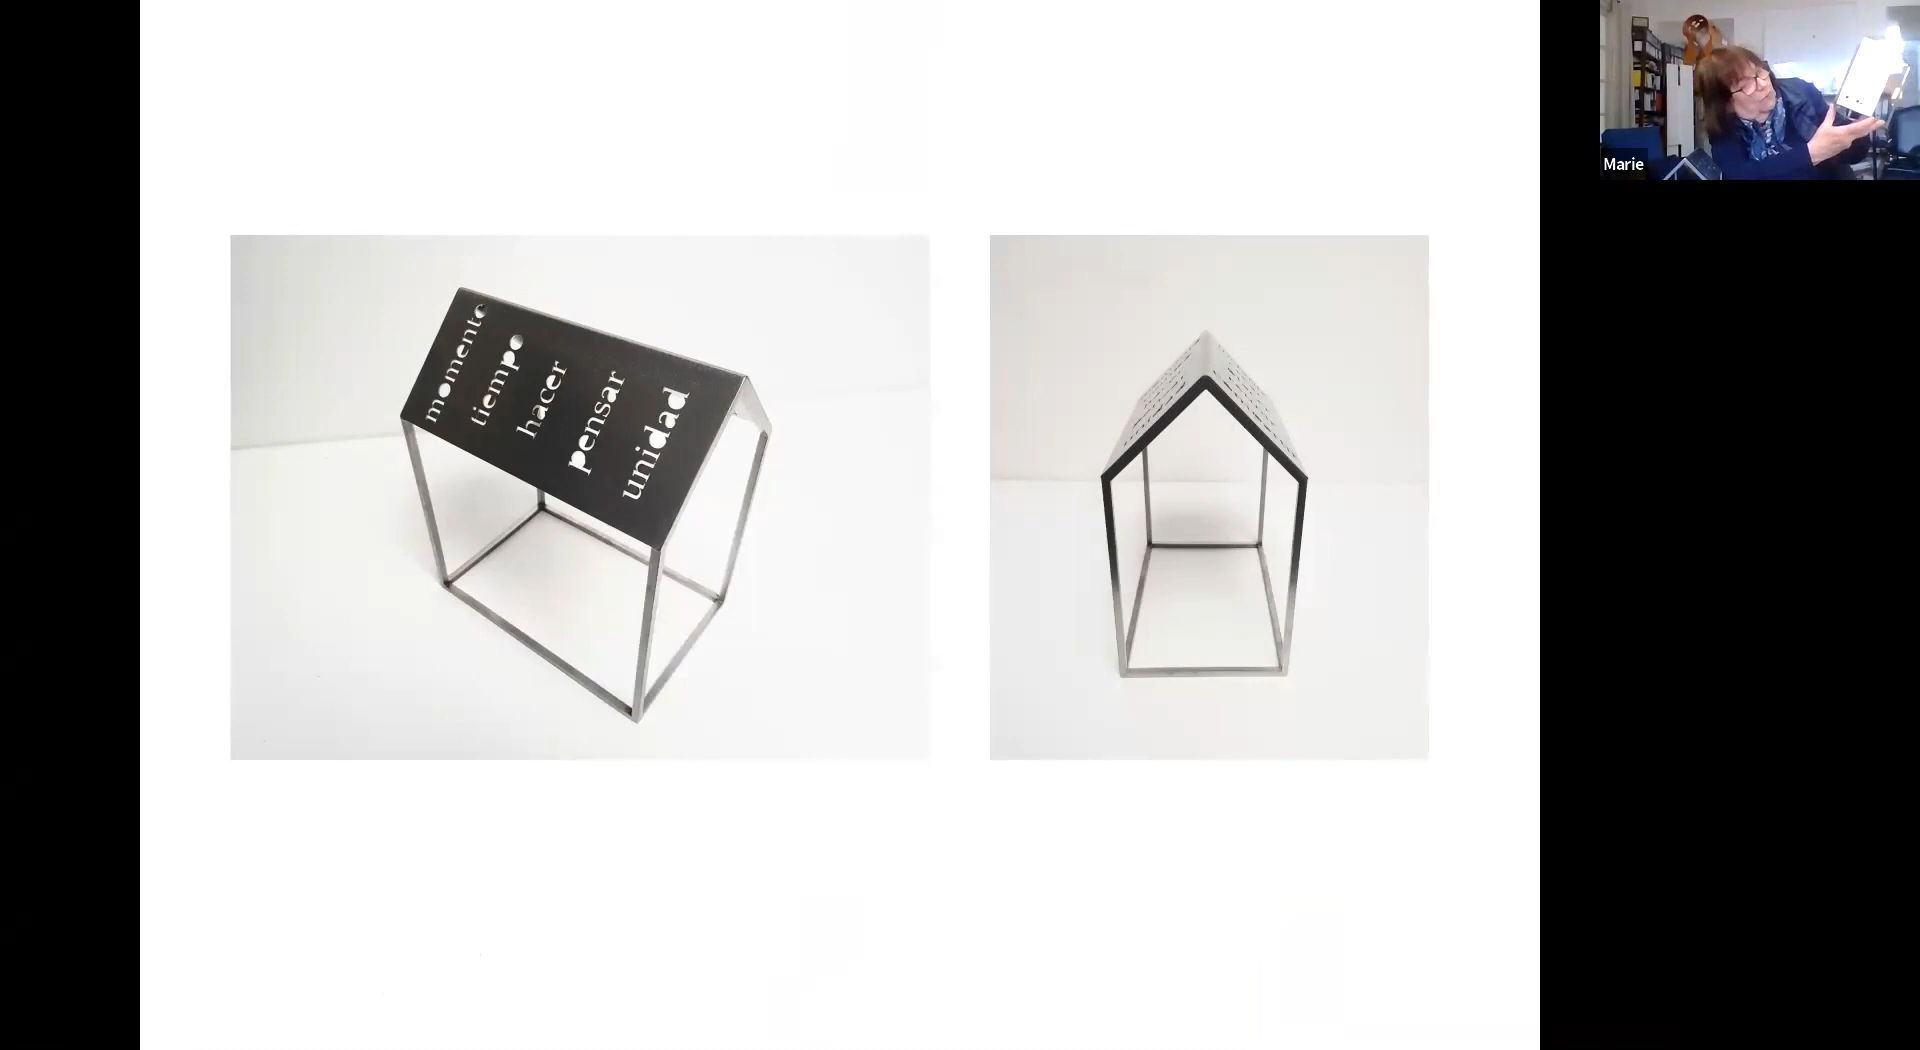 momento
tiempo
hacer
pensar
unidad
Marie